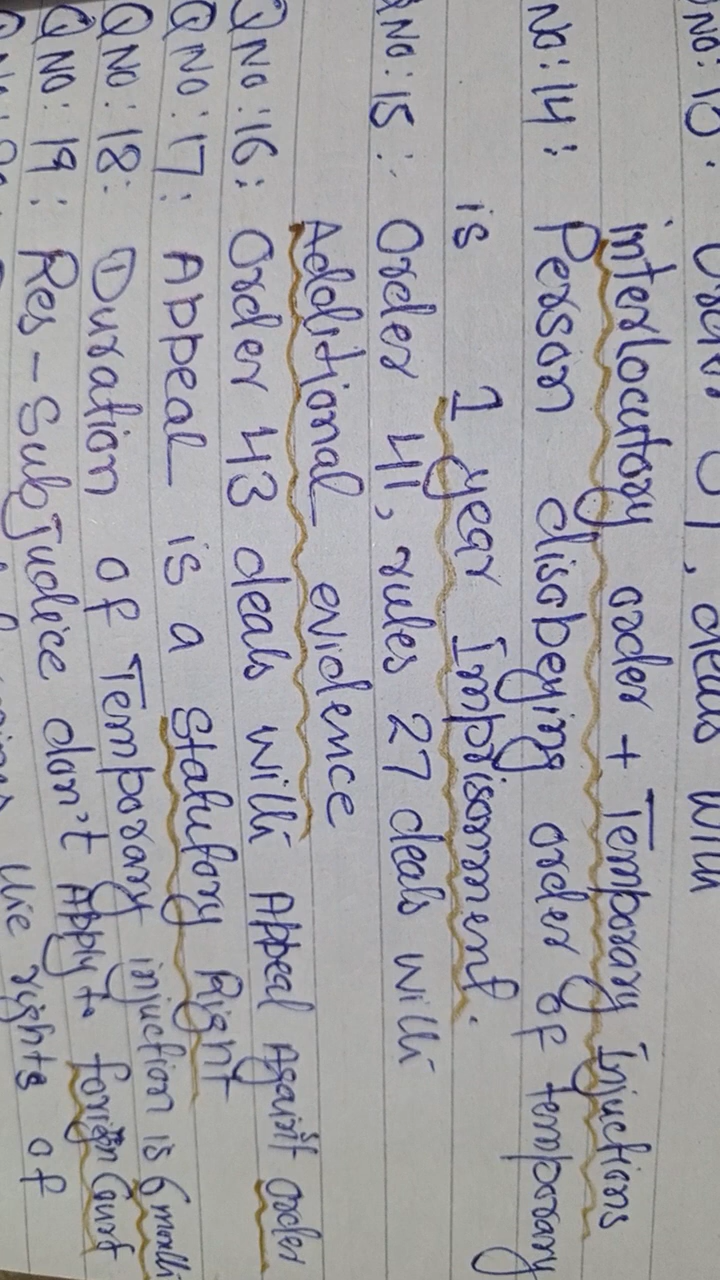 deals with
interlocutory order + Temporary Injuctions
No: 14: Person disobeying order of temporary
is 1 year Imprisonment.
No: 15: Order 41, rules 27 deals with
Additional evidence
Q No: 16: Order 43 deals with Appeal Against order
Q No: 17: Appeal is a Statutory Right
Q No: 18: Duration of Temporary injuction is 6 month
Q No: 19: Res-Subjudice don't Apply to foreign Court
the rights of